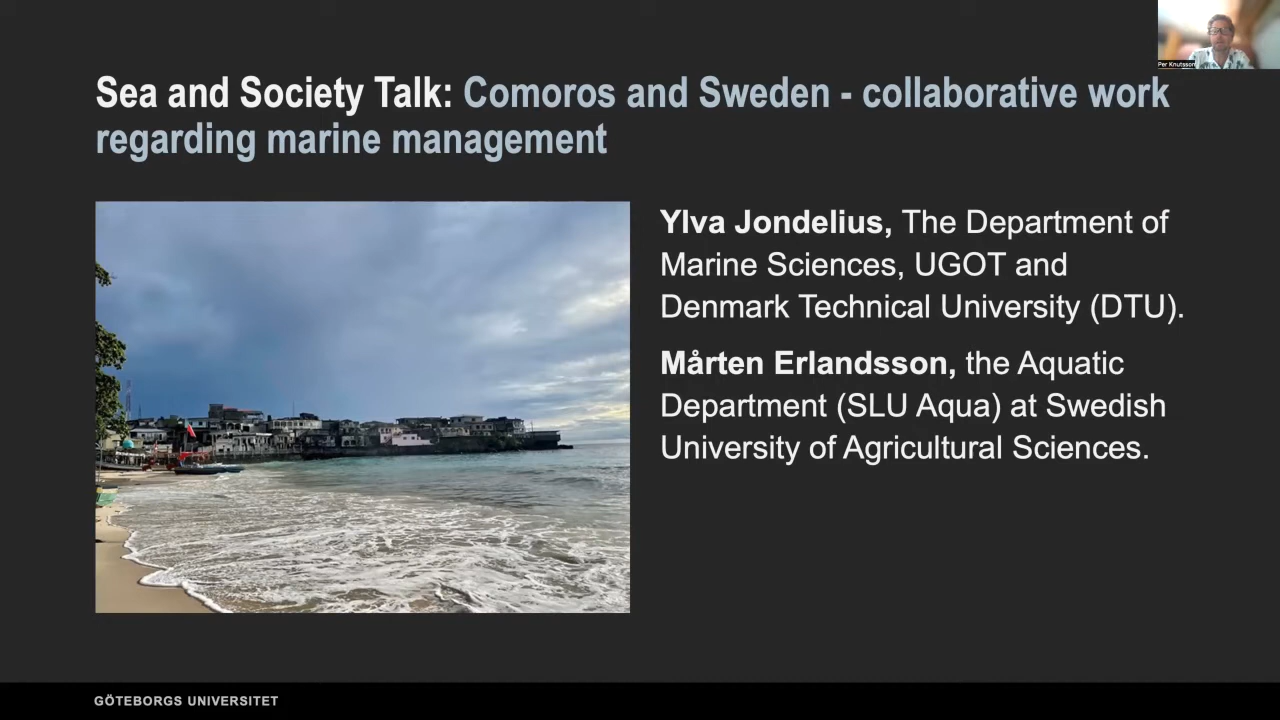 Per Knutsson
Sea and Society Talk: Comoros and Sweden - collaborative work
regarding marine management
Ylva Jondelius, The Department of
Marine Sciences, UGOT and
Denmark Technical University (DTU).
Mårten Erlandsson, the Aquatic
Department (SLU Aqua) at Swedish
University of Agricultural Sciences.
GÖTEBORGS UNIVERSITET